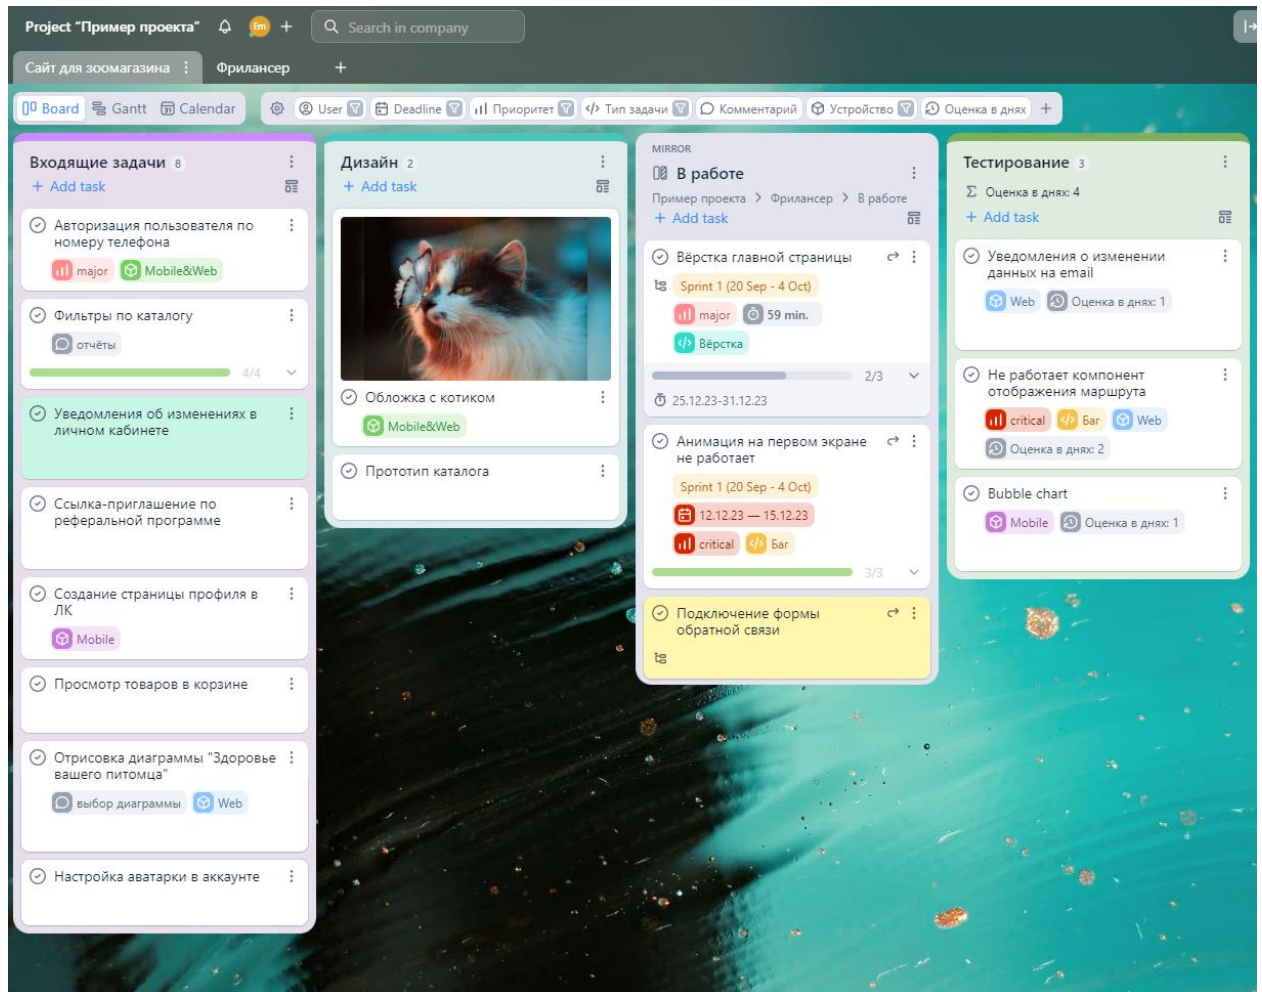 Project "Пример проекта"
Em
+
Search in company
Сайт для зоомагазина
Фрилансер
+
Board
Gantt
Calendar
User
Deadline
Приоритет
Тип задачи
Комментарий
Устройство
Оценка в днях
+
Входящие задачи 8
+ Add task
Авторизация пользователя по
номеру телефона
major
Mobile&Web
Фильтры по каталогу
отчёты
4/4
Уведомления об изменениях в
личном кабинете
Ссылка-приглашение по
реферальной программе
Создание страницы профиля в
ЛК
Mobile
Просмотр товаров в корзине
Отрисовка диаграммы "Здоровье
вашего питомца"
выбор диаграммы
Web
Настройка аватарки в аккаунте
Дизайн 2
+ Add task
Обложка с котиком
Mobile&Web
Прототип каталога
MIRROR
В работе
Пример проекта > Фрилансер > В работе
+ Add task
Вёрстка главной страницы
Sprint 1 (20 Sep - 4 Oct)
major
59 min.
Вёрстка
2/3
25.12.23-31.12.23
Анимация на первом экране
не работает
Sprint 1 (20 Sep - 4 Oct)
12.12.23 — 15.12.23
critical
Баг
3/3
Подключение формы
обратной связи
Тестирование 3
Σ Оценка в днях: 4
+ Add task
Уведомления о изменении
данных на email
Web
Оценка в днях: 1
Не работает компонент
отображения маршрута
critical
Баг
Web
Оценка в днях: 2
Bubble chart
Mobile
Оценка в днях: 1